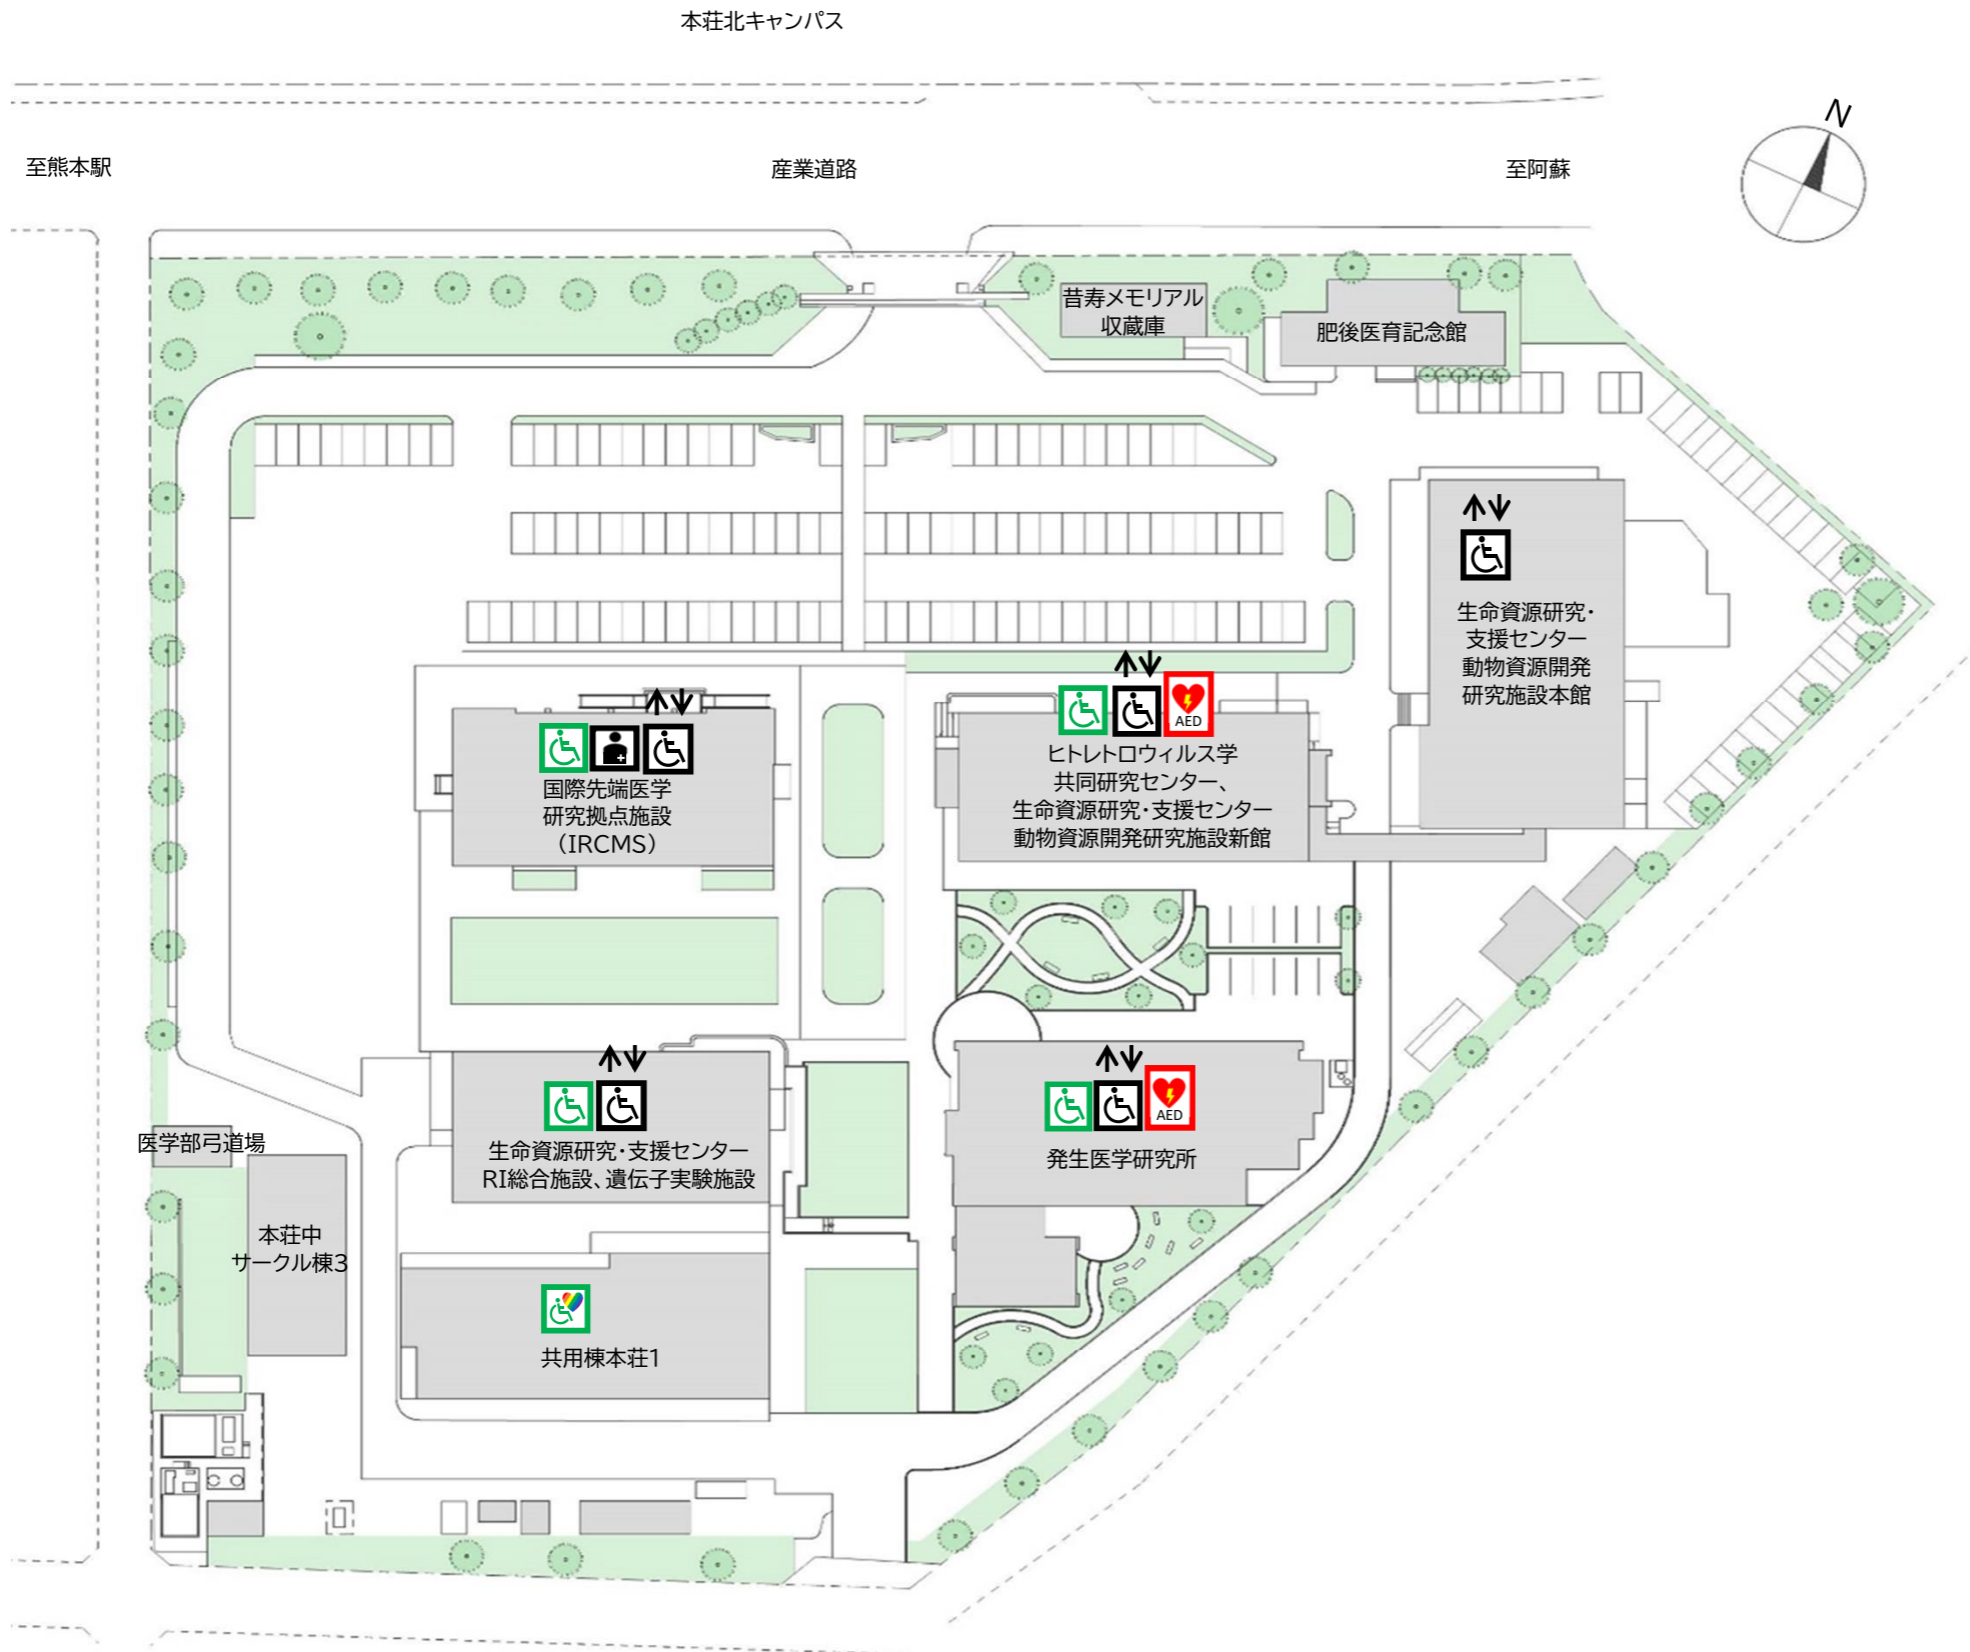 本荘北キャンパス
至熊本駅
産業道路
至阿蘇
N
昔寿メモリアル
収蔵庫
肥後医育記念館
生命資源研究・
支援センター
動物資源開発
研究施設本館
AED
ヒトレトロウィルス学
共同研究センター、
生命資源研究・支援センター
動物資源開発研究施設新館
国際先端医学
研究拠点施設
（IRCMS）
医学部弓道場
生命資源研究・支援センター
RI総合施設、遺伝子実験施設
AED
発生医学研究所
本荘中
サークル棟3
共用棟本荘1